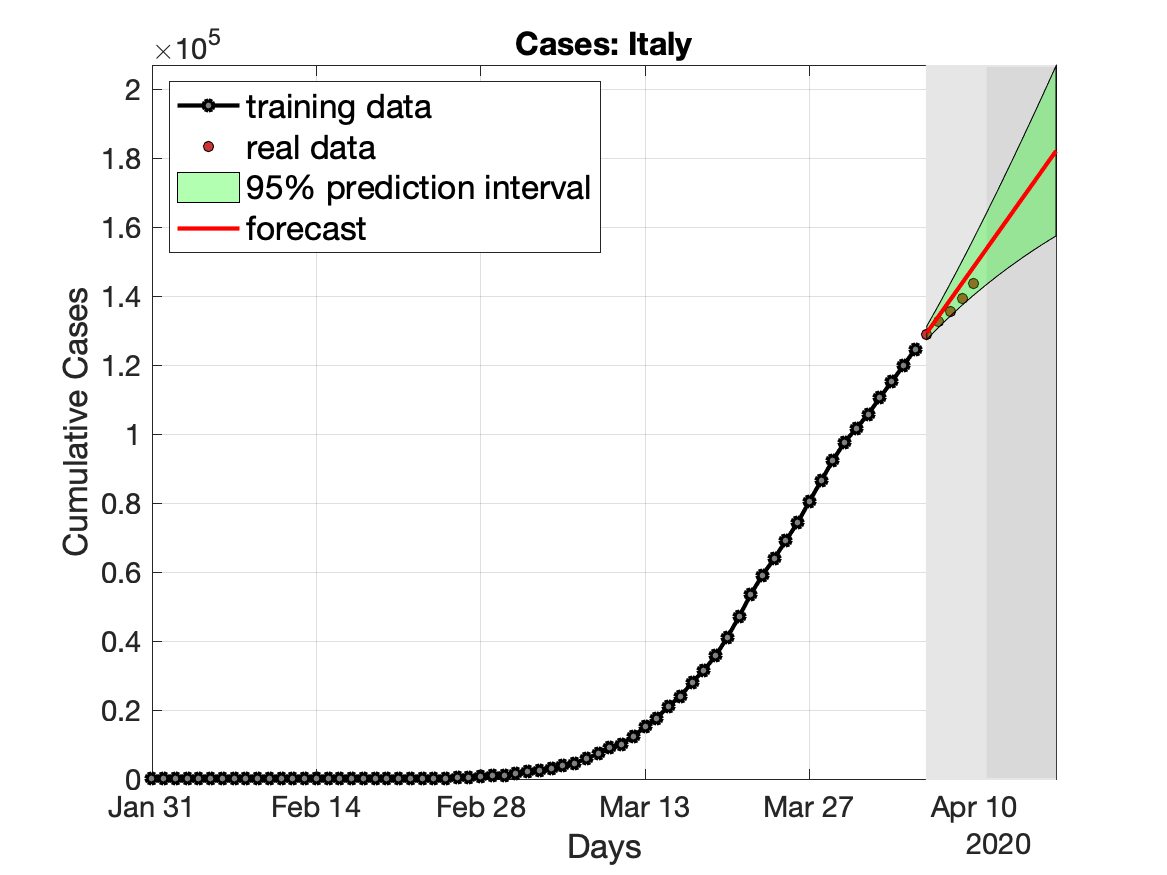 Cases: Italy
×10⁵
2
1.8
1.6
1.4
1.2
1
0.8
0.6
0.4
0.2
0
Cumulative Cases
training data
real data
95% prediction interval
forecast
Jan 31 Feb 14 Feb 28 Mar 13 Mar 27 Apr 10
2020
Days